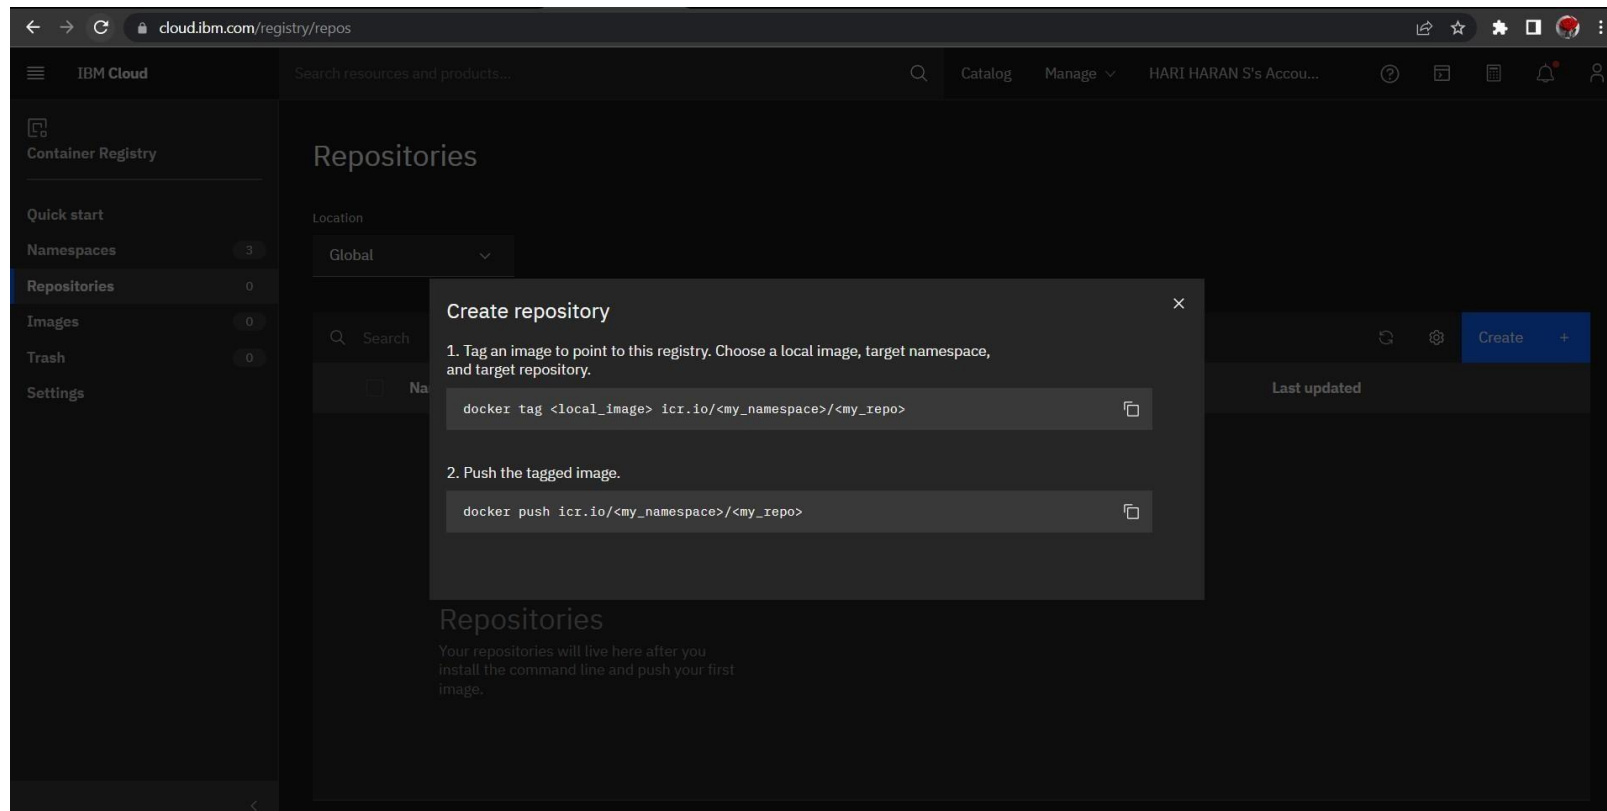 cloud.ibm.com/registry/repos
IBM Cloud
Search resources and products...
Catalog
Manage
HARI HARAN S's Accou...
Container Registry
Quick start
Namespaces 3
Repositories 0
Images 0
Trash 0
Settings
Repositories
Location
Global
Search
Create +
Na
Last updated
Create repository
1. Tag an image to point to this registry. Choose a local image, target namespace,
and target repository.
docker tag <local_image> icr.io/<my_namespace>/<my_repo>
2. Push the tagged image.
docker push icr.io/<my_namespace>/<my_repo>
Repositories
Your repositories will live here after you
install the command line and push your first
image.